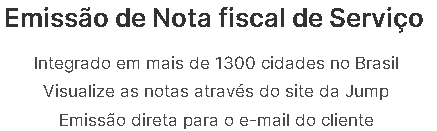 Emissão de Nota fiscal de Serviço
Integrado em mais de 1300 cidades no Brasil
Visualize as notas através do site da Jump
Emissão direta para o e-mail do cliente